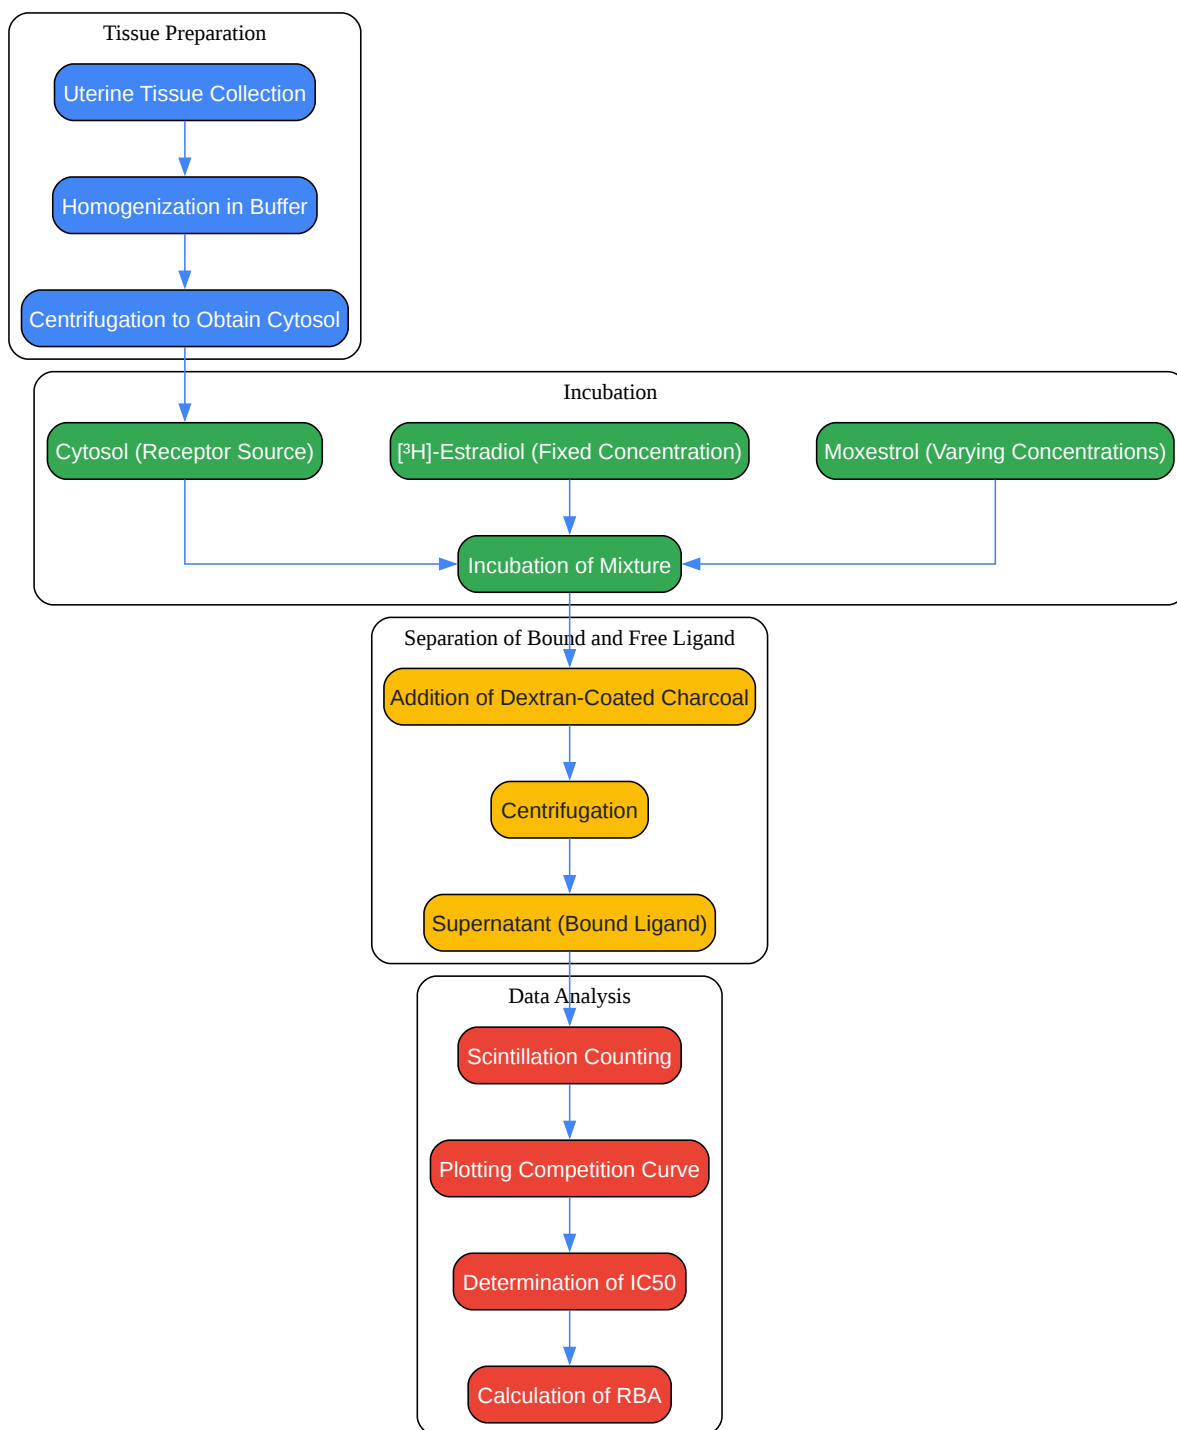 Tissue Preparation
Uterine Tissue Collection
Homogenization in Buffer
Centrifugation to Obtain Cytosol
Incubation
Cytosol (Receptor Source)
[³H]-Estradiol (Fixed Concentration)
Moxestrol (Varying Concentrations)
Incubation of Mixture
Separation of Bound and Free Ligand
Addition of Dextran-Coated Charcoal
Centrifugation
Supernatant (Bound Ligand)
Data Analysis
Scintillation Counting
Plotting Competition Curve
Determination of IC50
Calculation of RBA